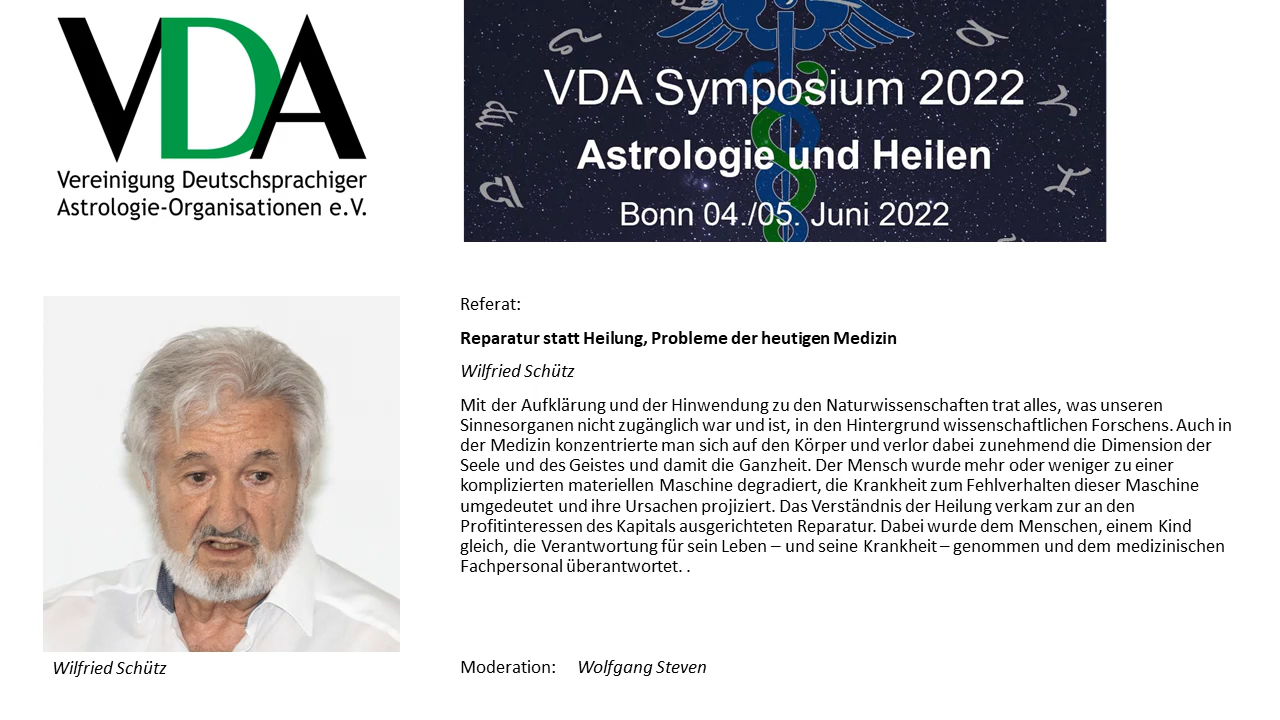 VDA
Vereinigung Deutschsprachiger
Astrologie-Organisationen e.V.
VDA Symposium 2022
Astrologie und Heilen
Bonn 04./05. Juni 2022
Referat:
Reparatur statt Heilung, Probleme der heutigen Medizin
Wilfried Schütz
Mit der Aufklärung und der Hinwendung zu den Naturwissenschaften trat alles, was unseren
Sinnesorganen nicht zugänglich war und ist, in den Hintergrund wissenschaftlichen Forschens. Auch in
der Medizin konzentrierte man sich auf den Körper und verlor dabei zunehmend die Dimension der
Seele und des Geistes und damit die Ganzheit. Der Mensch wurde mehr oder weniger zu einer
komplizierten materiellen Maschine degradiert, die Krankheit zum Fehlverhalten dieser Maschine
umgedeutet und ihre Ursachen projiziert. Das Verständnis der Heilung verkam zur an den
Profitinteressen des Kapitals ausgerichteten Reparatur. Dabei wurde dem Menschen, einem Kind
gleich, die Verantwortung für sein Leben – und seine Krankheit – genommen und dem medizinischen
Fachpersonal überantwortet. .
Wilfried Schütz
Moderation: Wolfgang Steven